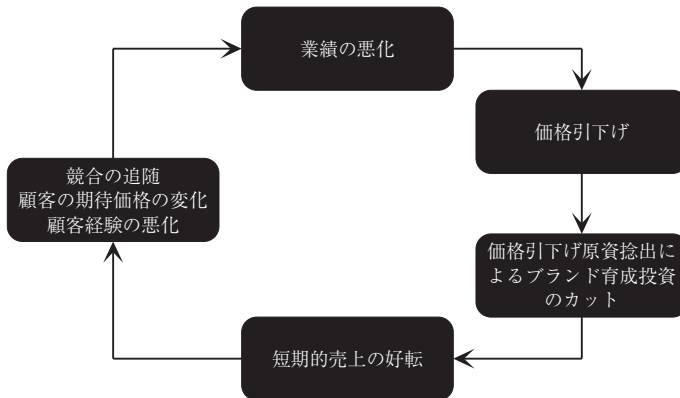 業績の悪化
価格引下げ
価格引下げ原資捻出に
よるブランド育成投資
のカット
短期的売上の好転
競合の追随
顧客の期待価格の変化
顧客経験の悪化